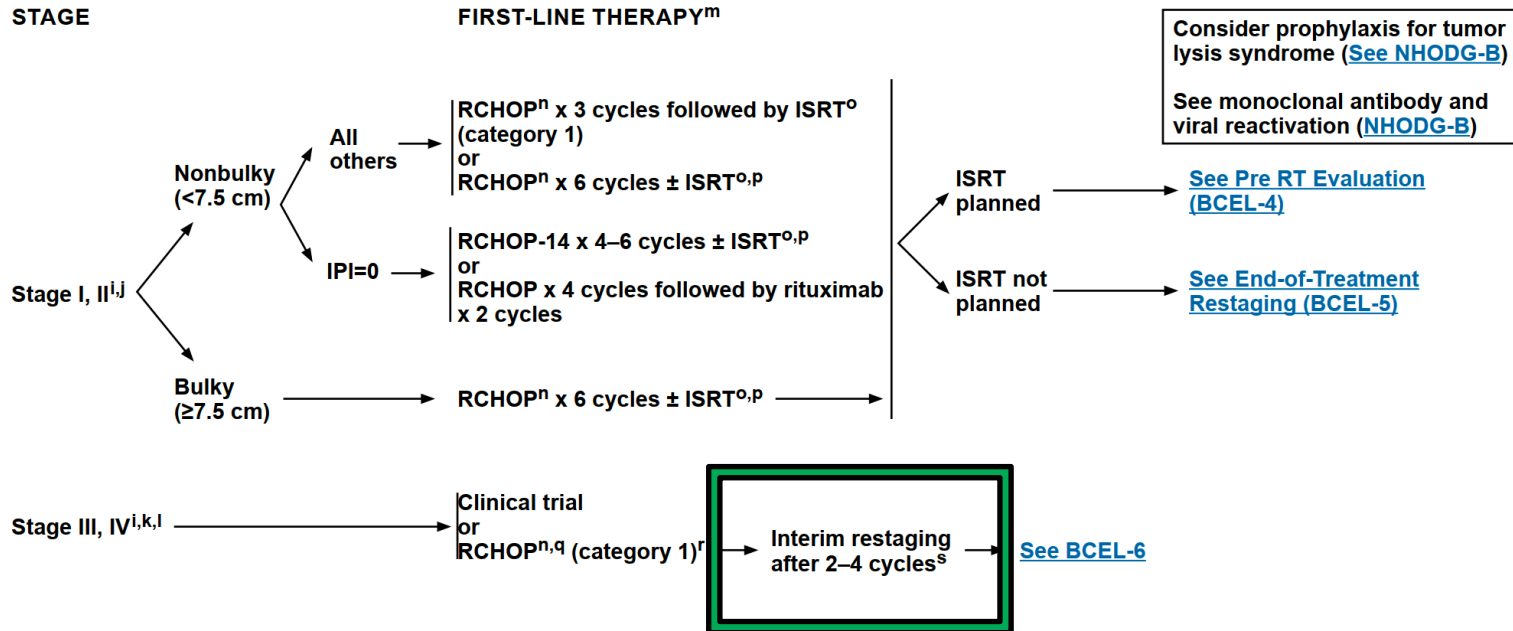 STAGE
FIRST-LINE THERAPYᵐ
Consider prophylaxis for tumor
lysis syndrome (See NHODG-B)
See monoclonal antibody and
viral reactivation (NHODG-B)
Stage I, IIⁱ,ʲ
Nonbulky
(<7.5 cm)
All
others
RCHOPⁿ x 3 cycles followed by ISRTᵒ
(category 1)
or
RCHOPⁿ x 6 cycles ± ISRTᵒ,ᵖ
IPI=0
RCHOP-14 x 4–6 cycles ± ISRTᵒ,ᵖ
or
RCHOP x 4 cycles followed by rituximab
x 2 cycles
Bulky
(≥7.5 cm)
RCHOPⁿ x 6 cycles ± ISRTᵒ,ᵖ
ISRT
planned
See Pre RT Evaluation
(BCEL-4)
ISRT not
planned
See End-of-Treatment
Restaging (BCEL-5)
Stage III, IVⁱ,ᵏ,ˡ
Clinical trial
or
RCHOPⁿ,q (category 1)ʳ
Interim restaging
after 2–4 cyclesˢ
See BCEL-6